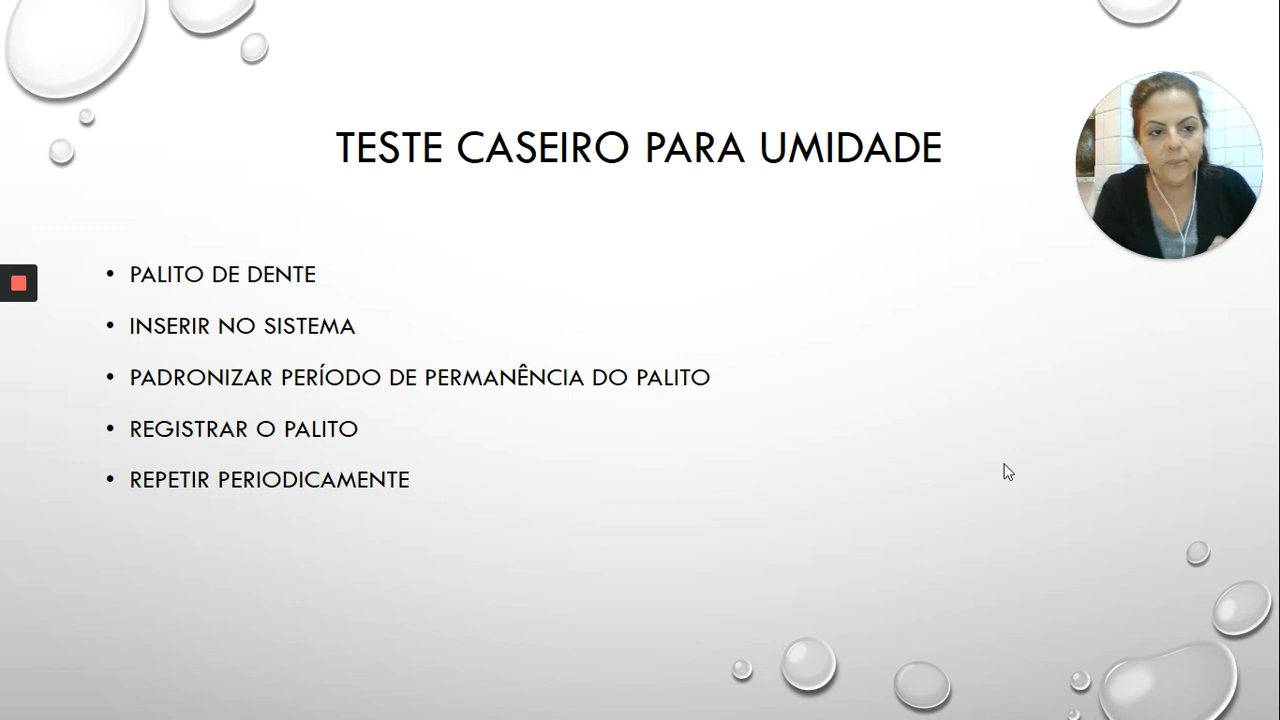 TESTE CASEIRO PARA UMIDADE
• PALITO DE DENTE
• INSERIR NO SISTEMA
• PADRONIZAR PERÍODO DE PERMANÊNCIA DO PALITO
• REGISTRAR O PALITO
• REPETIR PERIODICAMENTE